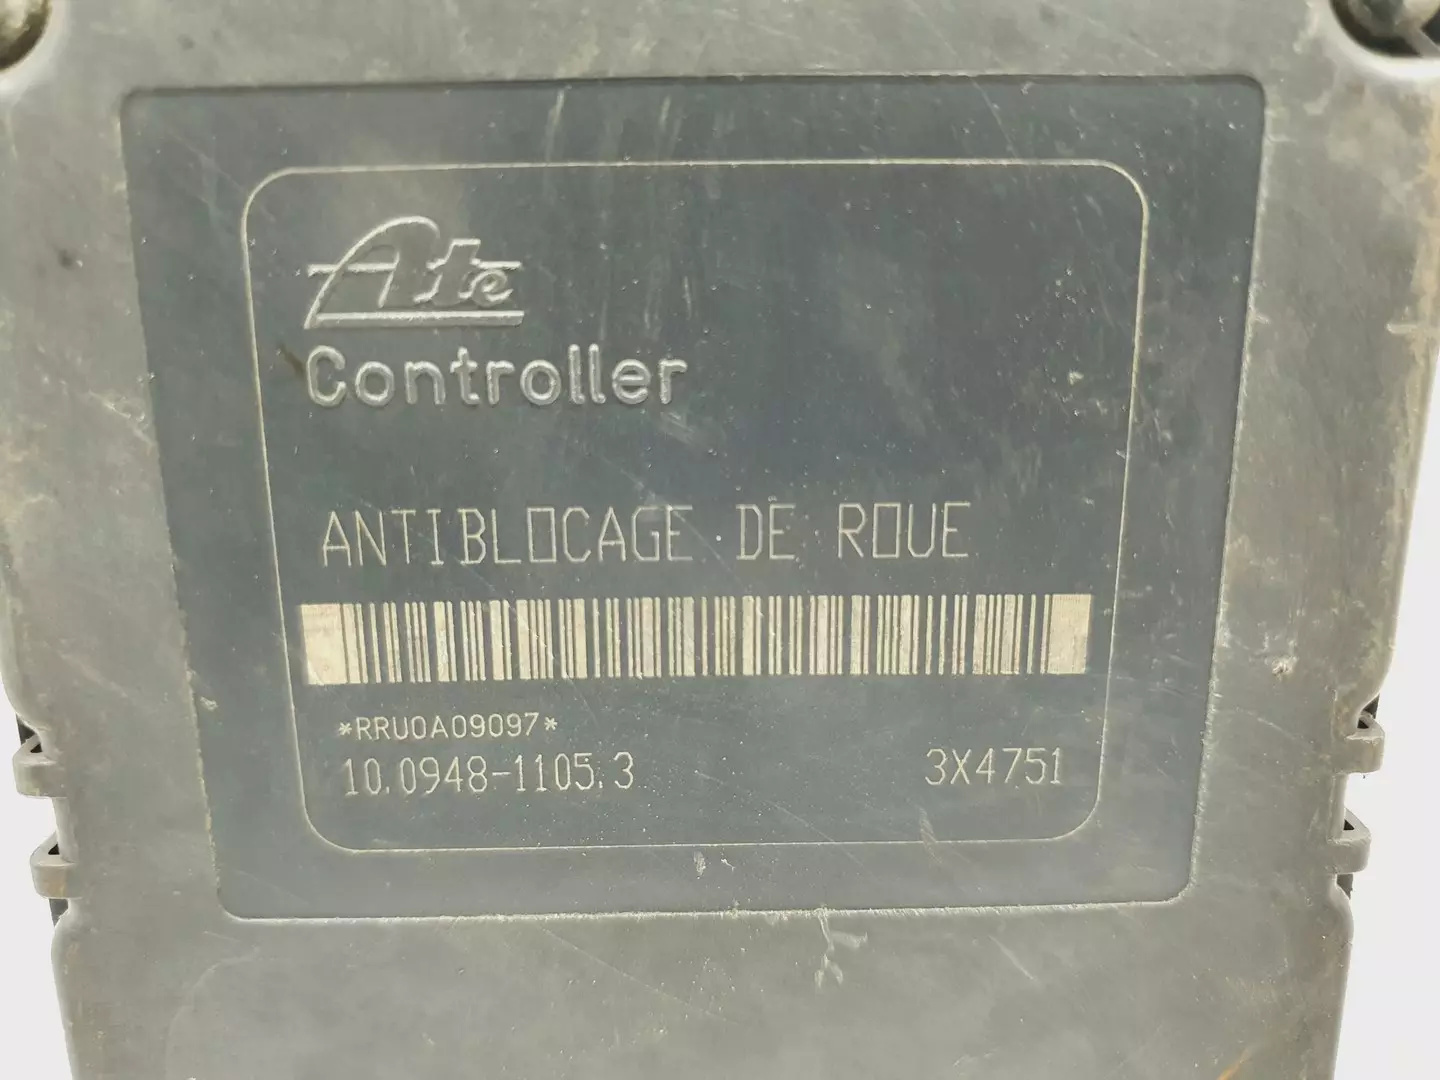 Ate
Controller
ANTIBLOCAGE DE ROUE
*RRU0A09097*
10.0948-1105.3 3X4751